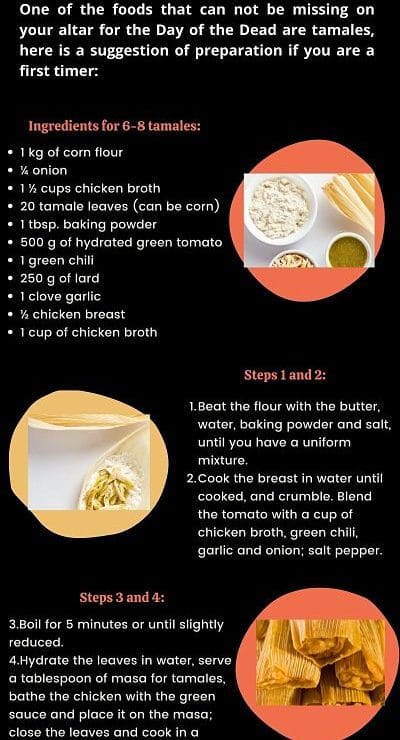 One of the foods that can not be missing on
your altar for the Day of the Dead are tamales,
here is a suggestion of preparation if you are a
first timer:
Ingredients for 6-8 tamales:
• 1 kg of corn flour
• ¼ onion
• 1 ½ cups chicken broth
• 20 tamale leaves (can be corn)
• 1 tbsp. baking powder
• 500 g of hydrated green tomato
• 1 green chili
• 250 g of lard
• 1 clove garlic
• ½ chicken breast
• 1 cup of chicken broth
Steps 1 and 2:
1.Beat the flour with the butter,
water, baking powder and salt,
until you have a uniform
mixture.
2.Cook the breast in water until
cooked, and crumble. Blend
the tomato with a cup of
chicken broth, green chili,
garlic and onion; salt pepper.
Steps 3 and 4:
3.Boil for 5 minutes or until slightly
reduced.
4.Hydrate the leaves in water, serve
a tablespoon of masa for tamales,
bathe the chicken with the green
sauce and place it on the masa;
close the leaves and cook in a